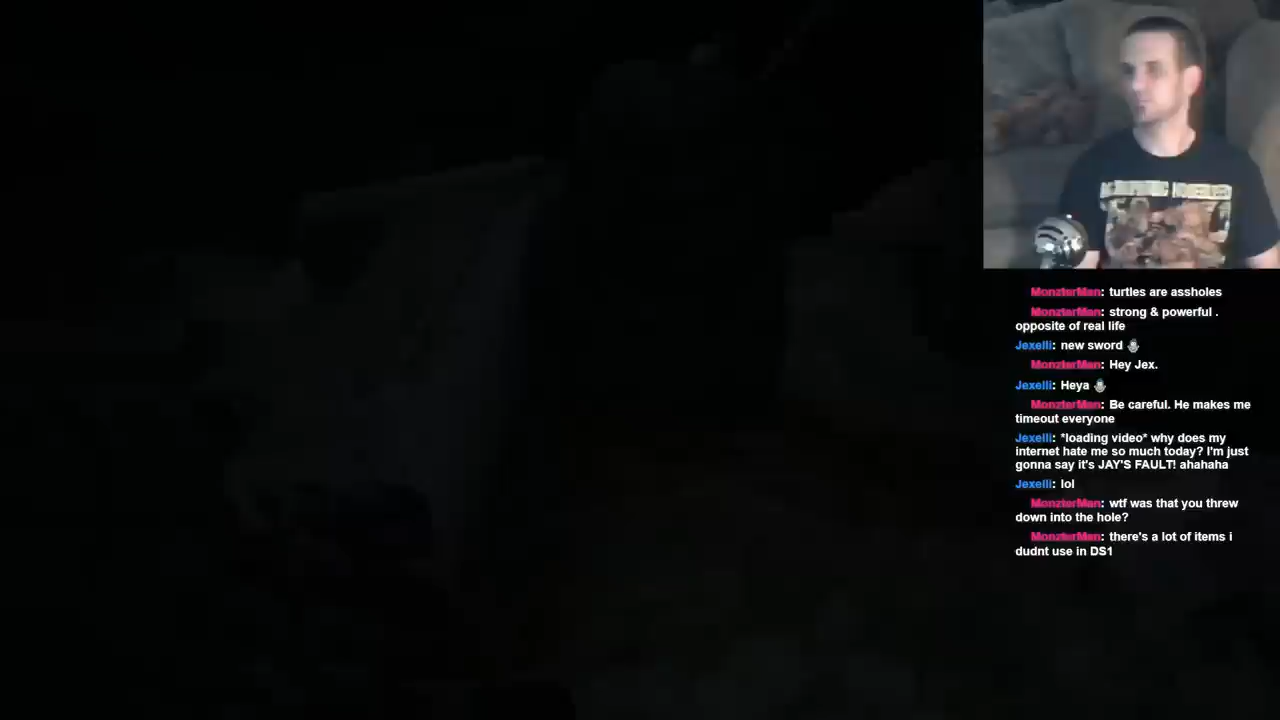 MonzterMan: turtles are assholes
MonzterMan: strong & powerful .
opposite of real life
Jexelli: new sword
MonzterMan: Hey Jex.
Jexelli: Heya
MonzterMan: Be careful. He makes me
timeout everyone
Jexelli: *loading video* why does my
internet hate me so much today? I'm just
gonna say it's JAY'S FAULT! ahahaha
Jexelli: lol
MonzterMan: wtf was that you threw
down into the hole?
MonzterMan: there's a lot of items i
dudnt use in DS1